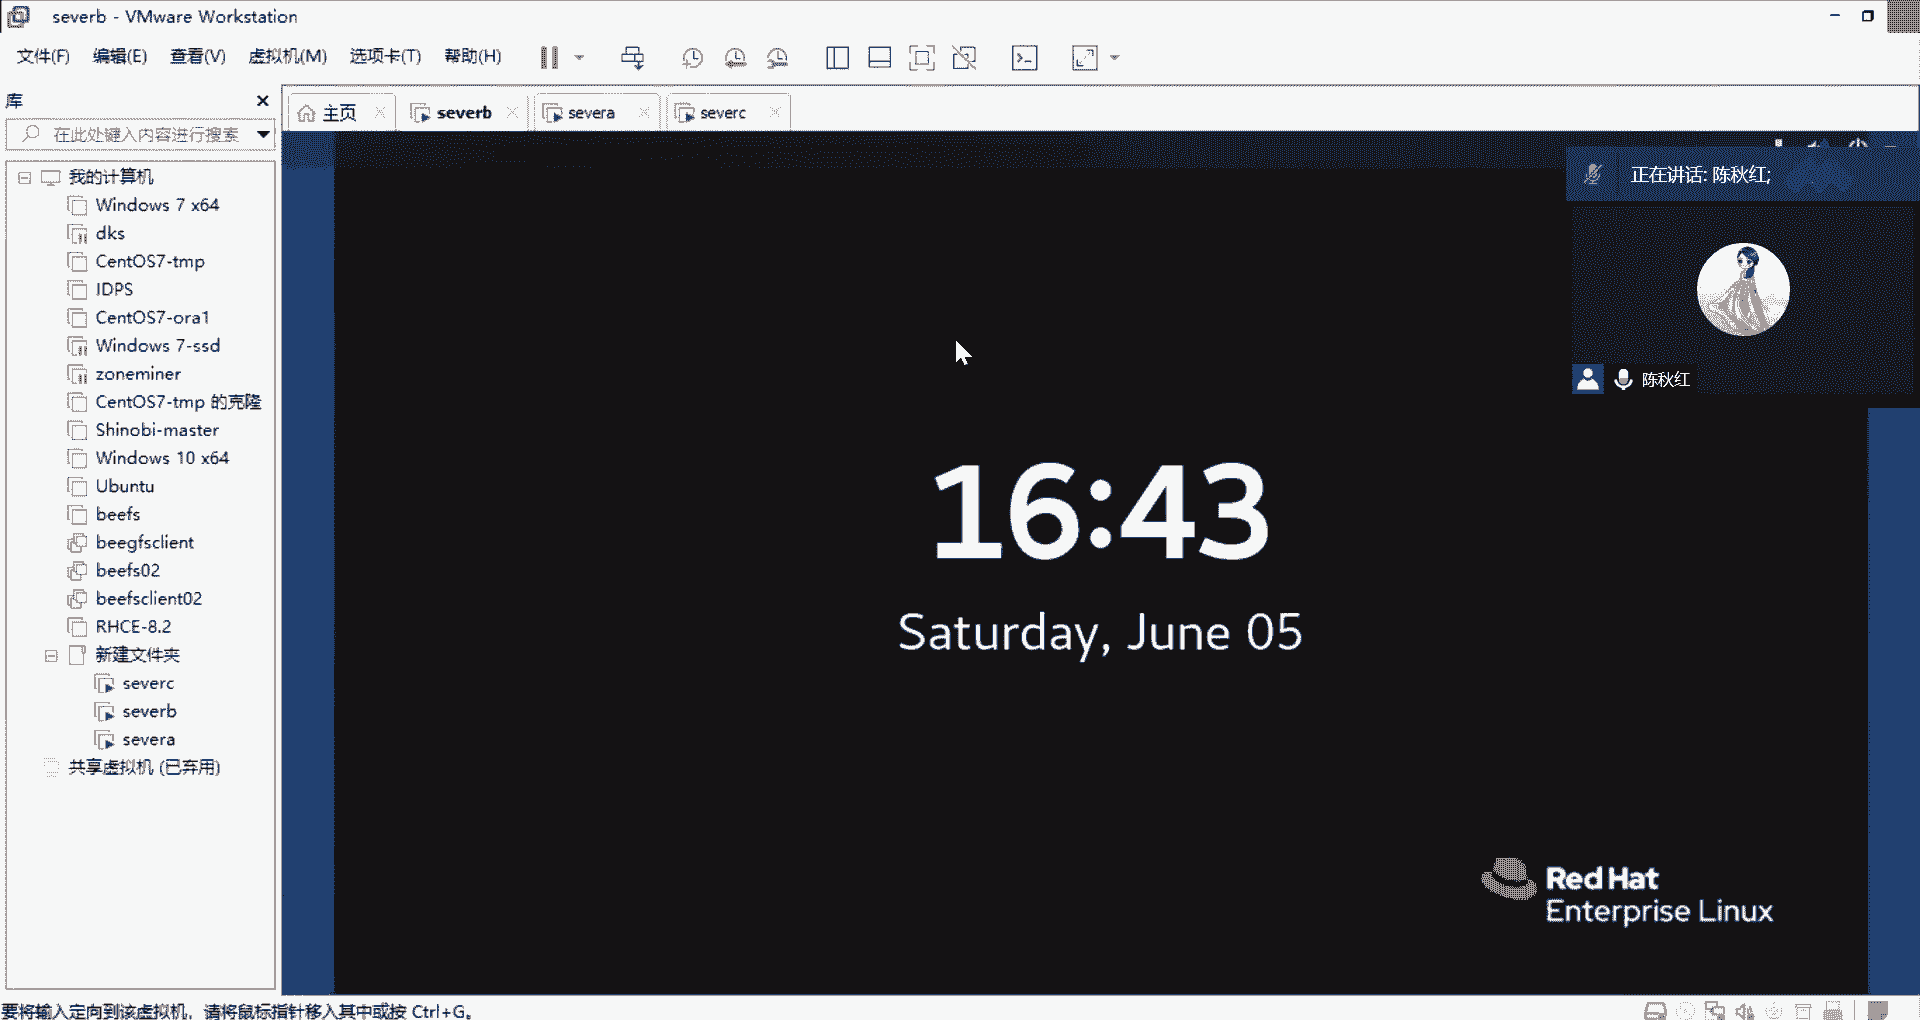 severb - VMware Workstation
文件(F) 编辑(E) 查看(V) 虚拟机(M) 选项卡(T) 帮助(H)
库
主页 severb severa severc
在此处键入内容进行搜索
正在讲话: 陈秋红;
我的计算机
Windows 7 x64
dks
CentOS7-tmp
IDPS
CentOS7-ora1
Windows 7-ssd
zoneminer
陈秋红
CentOS7-tmp 的克隆
Shinobi-master
Windows 10 x64
Ubuntu
beefs
beegfsclient
beefs02
beefsclient02
RHCE-8.2
新建文件夹
severc
severb
severa
共享虚拟机 (已弃用)
16:43
Saturday, June 05
Red Hat
Enterprise Linux
要将输入定向到该虚拟机，请将鼠标指针移入其中或按 Ctrl+G。